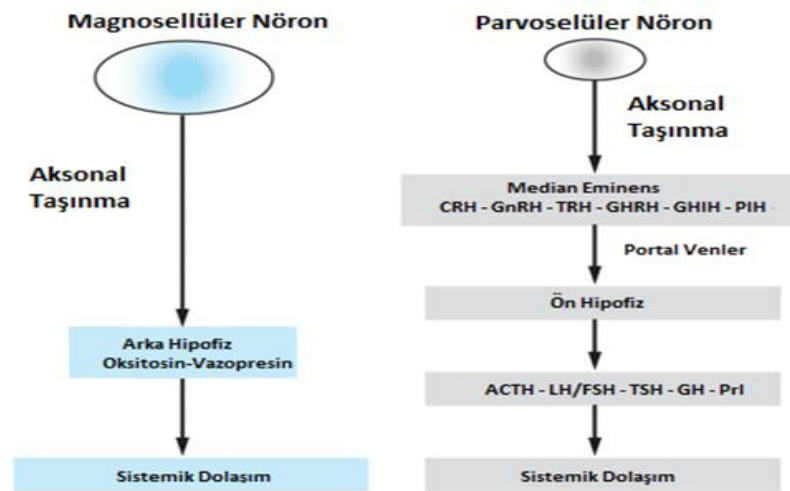 Magnosellüler Nöron
Aksonal
Taşınma
Arka Hipofiz
Oksitosin-Vazopresin
Sistemik Dolaşım
Parvoselüler Nöron
Aksonal
Taşınma
Median Eminens
CRH - GnRH - TRH - GHRH - GHIH - PIH -
Portal Venler
Ön Hipofiz
ACTH - LH/FSH - TSH - GH - Prl
Sistemik Dolaşım